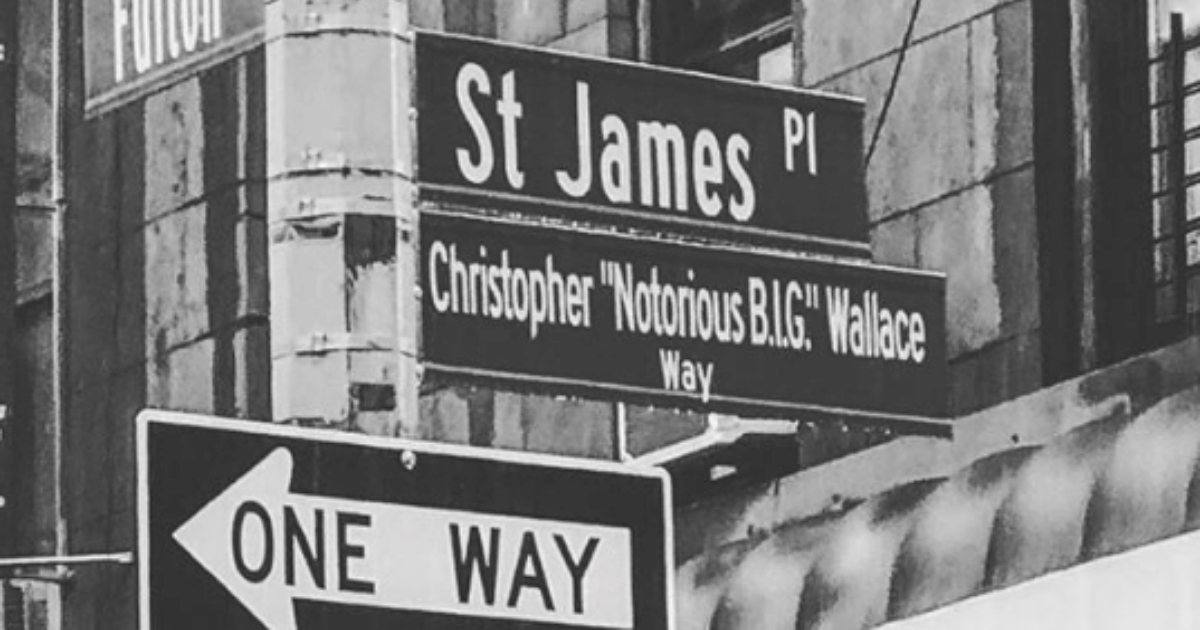 Fulton
St James Pl
Christopher "Notorious B.I.G." Wallace
Way
ONE WAY